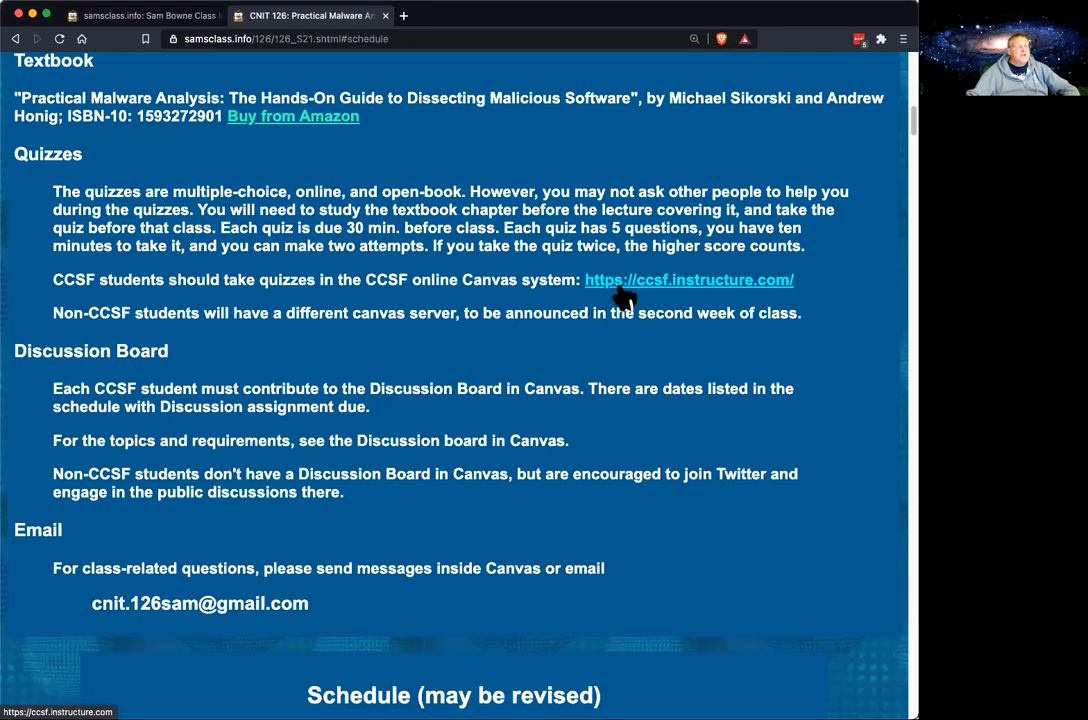 samsclass.info: Sam Bowne Class I
CNIT 126: Practical Malware An
samsclass.info/126/126_S21.shtml#schedule
5
Textbook
"Practical Malware Analysis: The Hands-On Guide to Dissecting Malicious Software", by Michael Sikorski and Andrew
Honig; ISBN-10: 1593272901 Buy from Amazon
Quizzes
The quizzes are multiple-choice, online, and open-book. However, you may not ask other people to help you
during the quizzes. You will need to study the textbook chapter before the lecture covering it, and take the
quiz before that class. Each quiz is due 30 min. before class. Each quiz has 5 questions, you have ten
minutes to take it, and you can make two attempts. If you take the quiz twice, the higher score counts.
CCSF students should take quizzes in the CCSF online Canvas system: https://ccsf.instructure.com/
Non-CCSF students will have a different canvas server, to be announced in the second week of class.
Discussion Board
Each CCSF student must contribute to the Discussion Board in Canvas. There are dates listed in the
schedule with Discussion assignment due.
For the topics and requirements, see the Discussion board in Canvas.
Non-CCSF students don't have a Discussion Board in Canvas, but are encouraged to join Twitter and
engage in the public discussions there.
Email
For class-related questions, please send messages inside Canvas or email
cnit.126sam@gmail.com
Schedule (may be revised)
https://ccsf.instructure.com